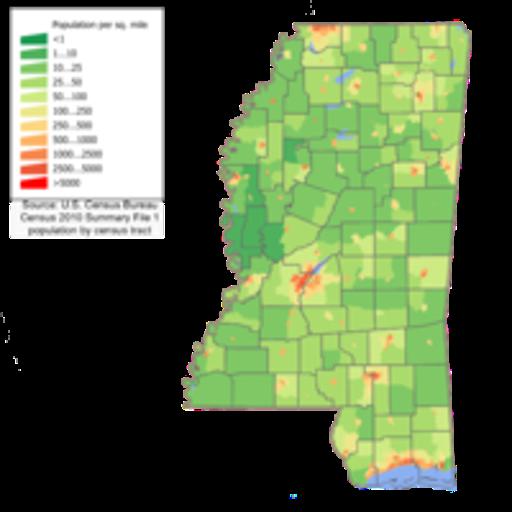 Population per sq. mile
<1
1...10
10...25
25...50
50...100
100...250
250...500
500...1000
1000...2500
2500...5000
>5000
Source: U.S. Census Bureau
Census 2010 Summary File 1
population by census tract